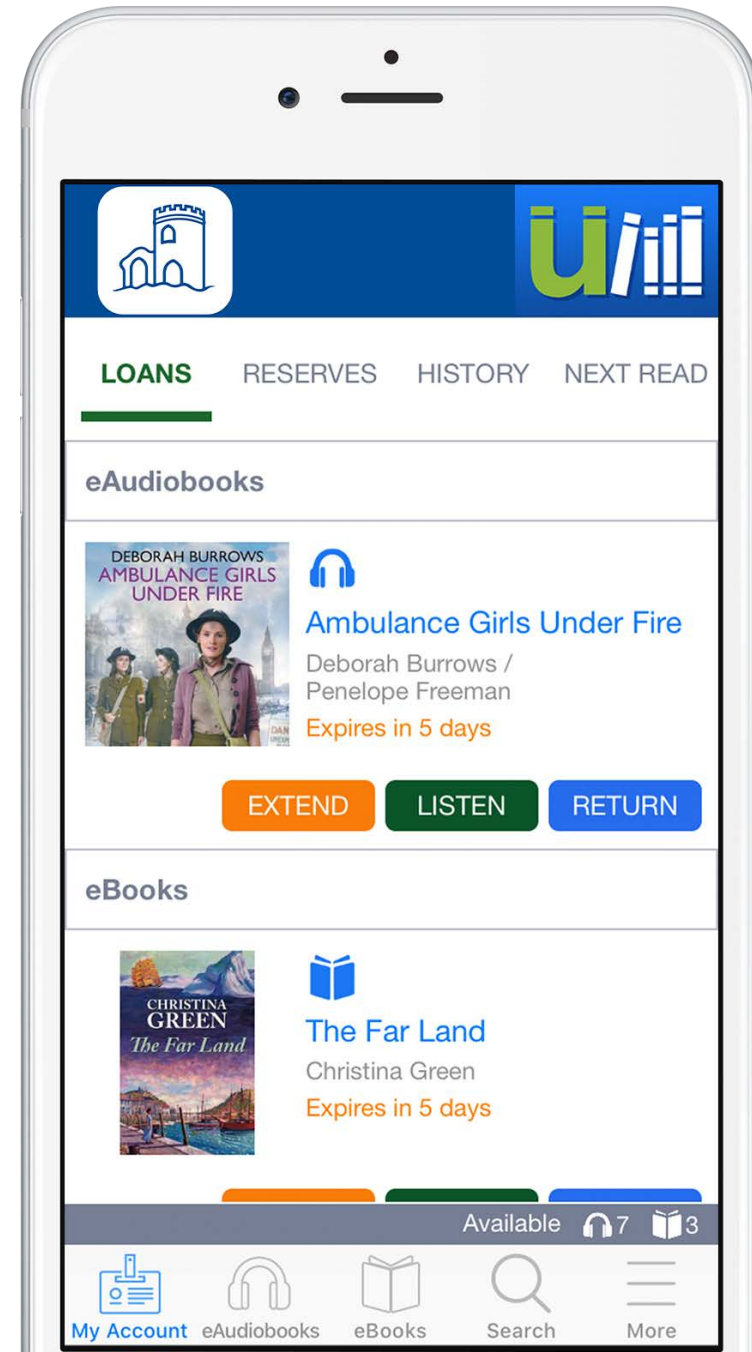 LOANS RESERVES HISTORY NEXT READ
eAudiobooks
DEBORAH BURROWS
AMBULANCE GIRLS
UNDER FIRE
Ambulance Girls Under Fire
Deborah Burrows /
Penelope Freeman
Expires in 5 days
EXTEND LISTEN RETURN
eBooks
CHRISTINA
GREEN
The Far Land
The Far Land
Christina Green
Expires in 5 days
Available 7 3
My Account eAudiobooks eBooks Search More